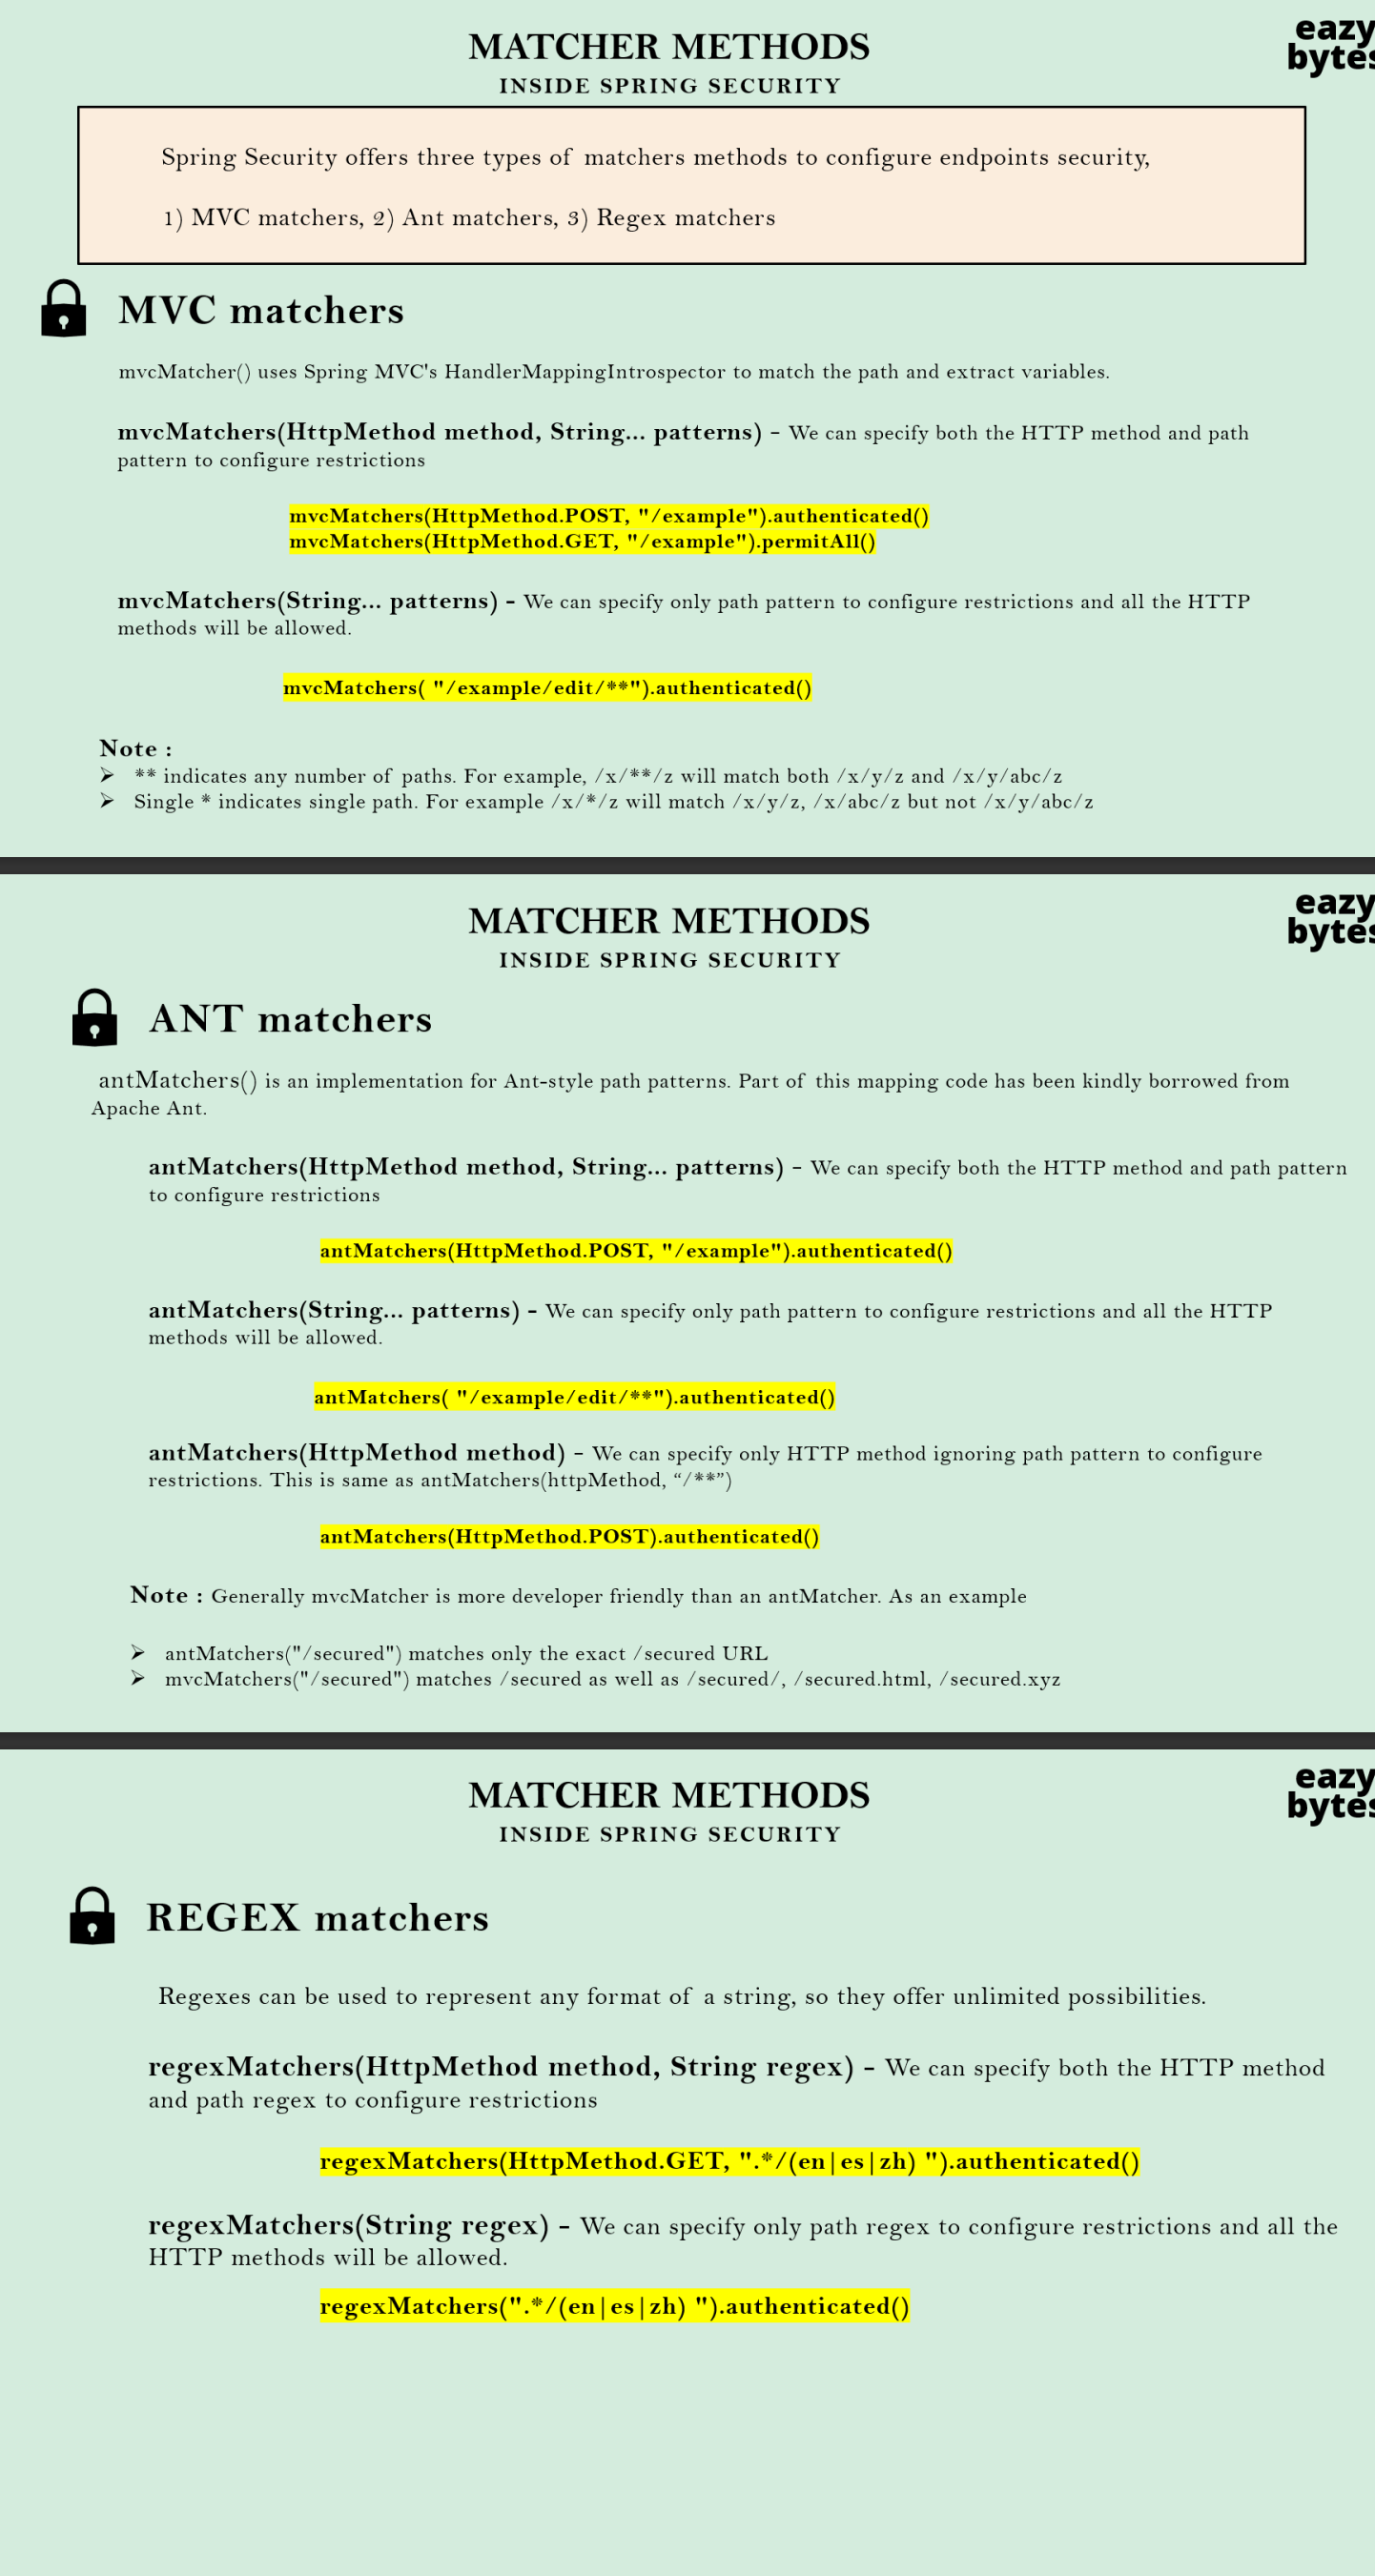 MATCHER METHODS
INSIDE SPRING SECURITY
eazy
bytes
Spring Security offers three types of matchers methods to configure endpoints security,
1) MVC matchers, 2) Ant matchers, 3) Regex matchers
MVC matchers
mvcMatcher() uses Spring MVC's HandlerMappingIntrospector to match the path and extract variables.
mvcMatchers(HttpMethod method, String... patterns) - We can specify both the HTTP method and path
pattern to configure restrictions
mvcMatchers(HttpMethod.POST, "/example").authenticated()
mvcMatchers(HttpMethod.GET, "/example").permitAll()
mvcMatchers(String... patterns) - We can specify only path pattern to configure restrictions and all the HTTP
methods will be allowed.
mvcMatchers( "/example/edit/**").authenticated()
Note :
➢ ** indicates any number of paths. For example, /x/**/z will match both /x/y/z and /x/y/abc/z
➢ Single * indicates single path. For example /x/*/z will match /x/y/z, /x/abc/z but not /x/y/abc/z
MATCHER METHODS
INSIDE SPRING SECURITY
eazy
bytes
ANT matchers
antMatchers() is an implementation for Ant-style path patterns. Part of this mapping code has been kindly borrowed from
Apache Ant.
antMatchers(HttpMethod method, String... patterns) - We can specify both the HTTP method and path pattern
to configure restrictions
antMatchers(HttpMethod.POST, "/example").authenticated()
antMatchers(String... patterns) - We can specify only path pattern to configure restrictions and all the HTTP
methods will be allowed.
antMatchers( "/example/edit/**").authenticated()
antMatchers(HttpMethod method) - We can specify only HTTP method ignoring path pattern to configure
restrictions. This is same as antMatchers(httpMethod, “/**”)
antMatchers(HttpMethod.POST).authenticated()
Note : Generally mvcMatcher is more developer friendly than an antMatcher. As an example
➢ antMatchers("/secured") matches only the exact /secured URL
➢ mvcMatchers("/secured") matches /secured as well as /secured/, /secured.html, /secured.xyz
MATCHER METHODS
INSIDE SPRING SECURITY
eazy
bytes
REGEX matchers
Regexes can be used to represent any format of a string, so they offer unlimited possibilities.
regexMatchers(HttpMethod method, String regex) - We can specify both the HTTP method
and path regex to configure restrictions
regexMatchers(HttpMethod.GET, ".*/(en|es|zh) ").authenticated()
regexMatchers(String regex) - We can specify only path regex to configure restrictions and all the
HTTP methods will be allowed.
regexMatchers(".*/(en|es|zh) ").authenticated()